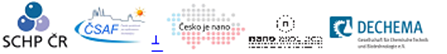 SCHP ČR
ČSAF
Česko je nano
n
DECHEMA
Gesellschaft für Chemische Technik
und Biotechnologie e.V.